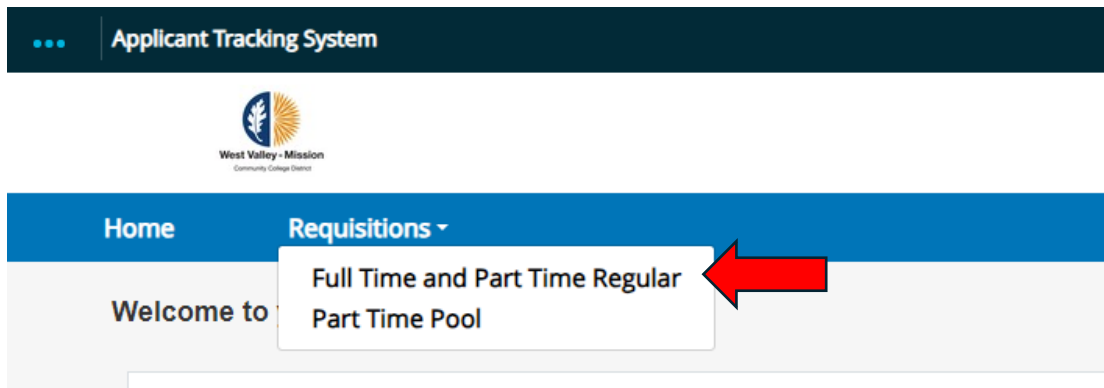 Applicant Tracking System
West Valley - Mission
Community College District
Home
Requisitions
Full Time and Part Time Regular
Welcome to
Part Time Pool